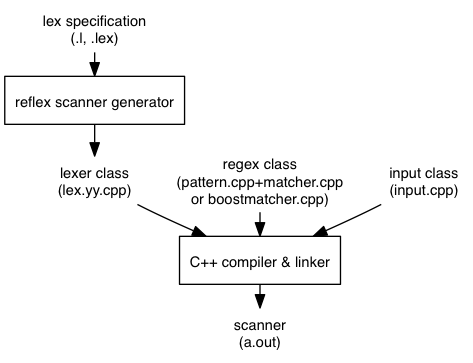 lex specification
(.l, .lex)
reflex scanner generator
lexer class
(lex.yy.cpp)
regex class
(pattern.cpp+matcher.cpp
or boostmatcher.cpp)
input class
(input.cpp)
C++ compiler & linker
scanner
(a.out)